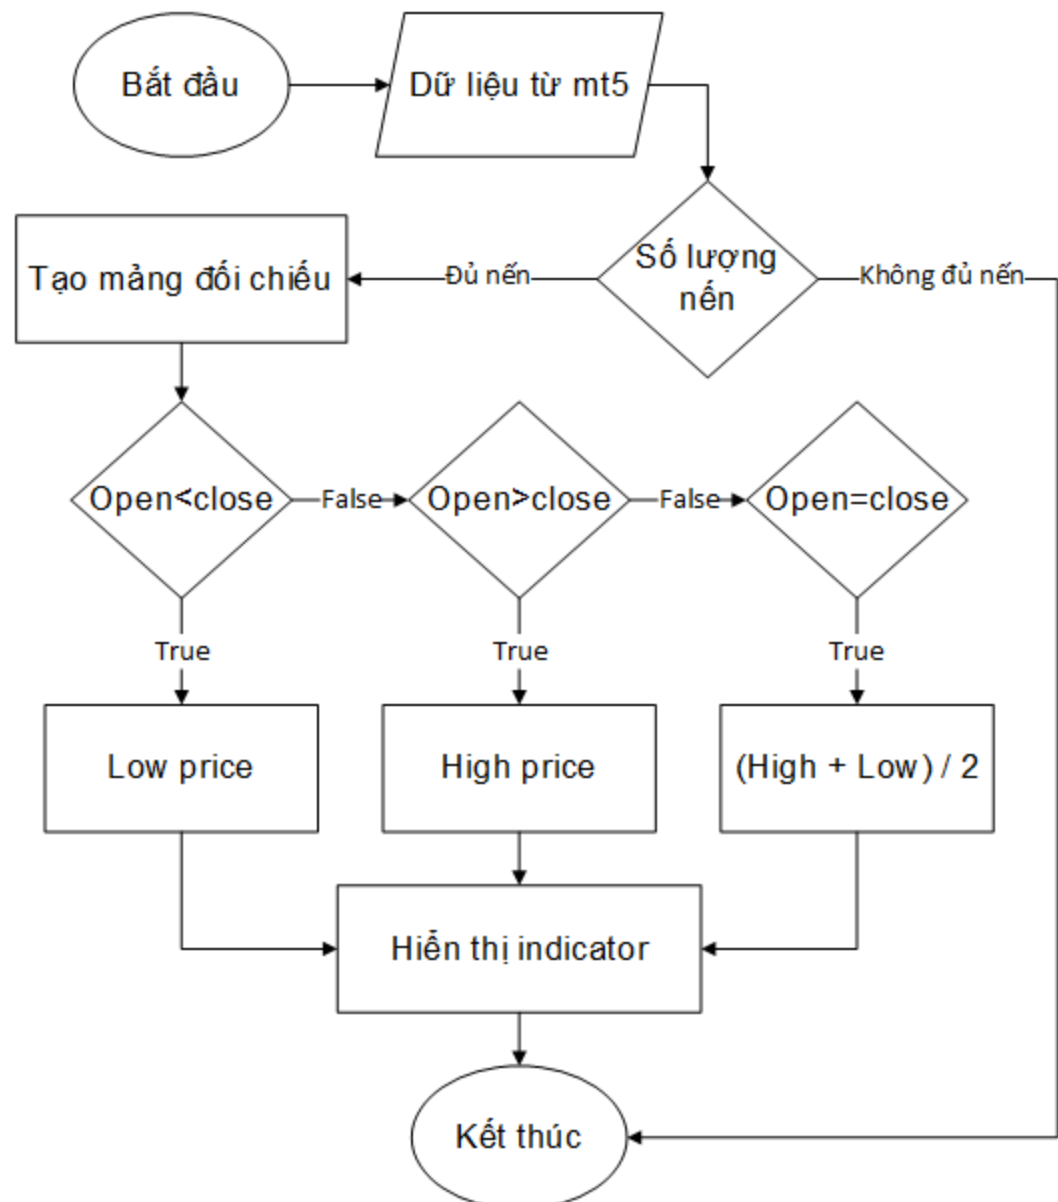 Bắt đầu
Dữ liệu từ mt5
Số lượng
nến
Đủ nến
Không đủ nến
Tạo mảng đối chiếu
Open<close
False
Open>close
False
Open=close
True
True
True
Low price
High price
(High + Low) / 2
Hiển thị indicator
Kết thúc